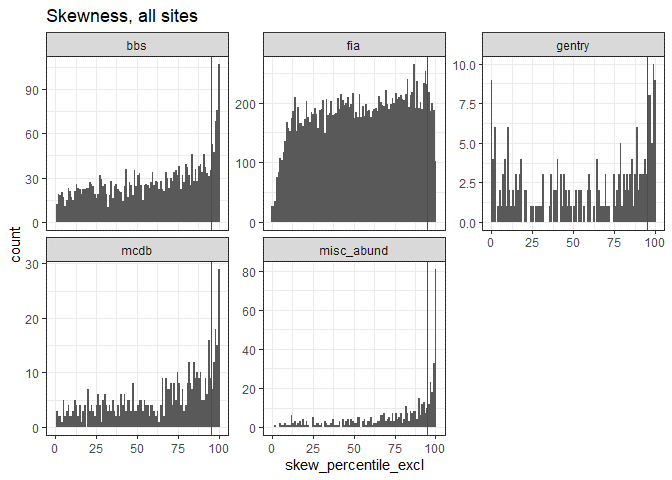 Skewness, all sites
bbs
fia
gentry
90
60
30
0
200
100
0
10.0
7.5
5.0
2.5
0.0
0 25 50 75 100
mcdb
misc_abund
30
20
10
0
80
60
40
20
0
0 25 50 75 100
0 25 50 75 100
count
skew_percentile_excl